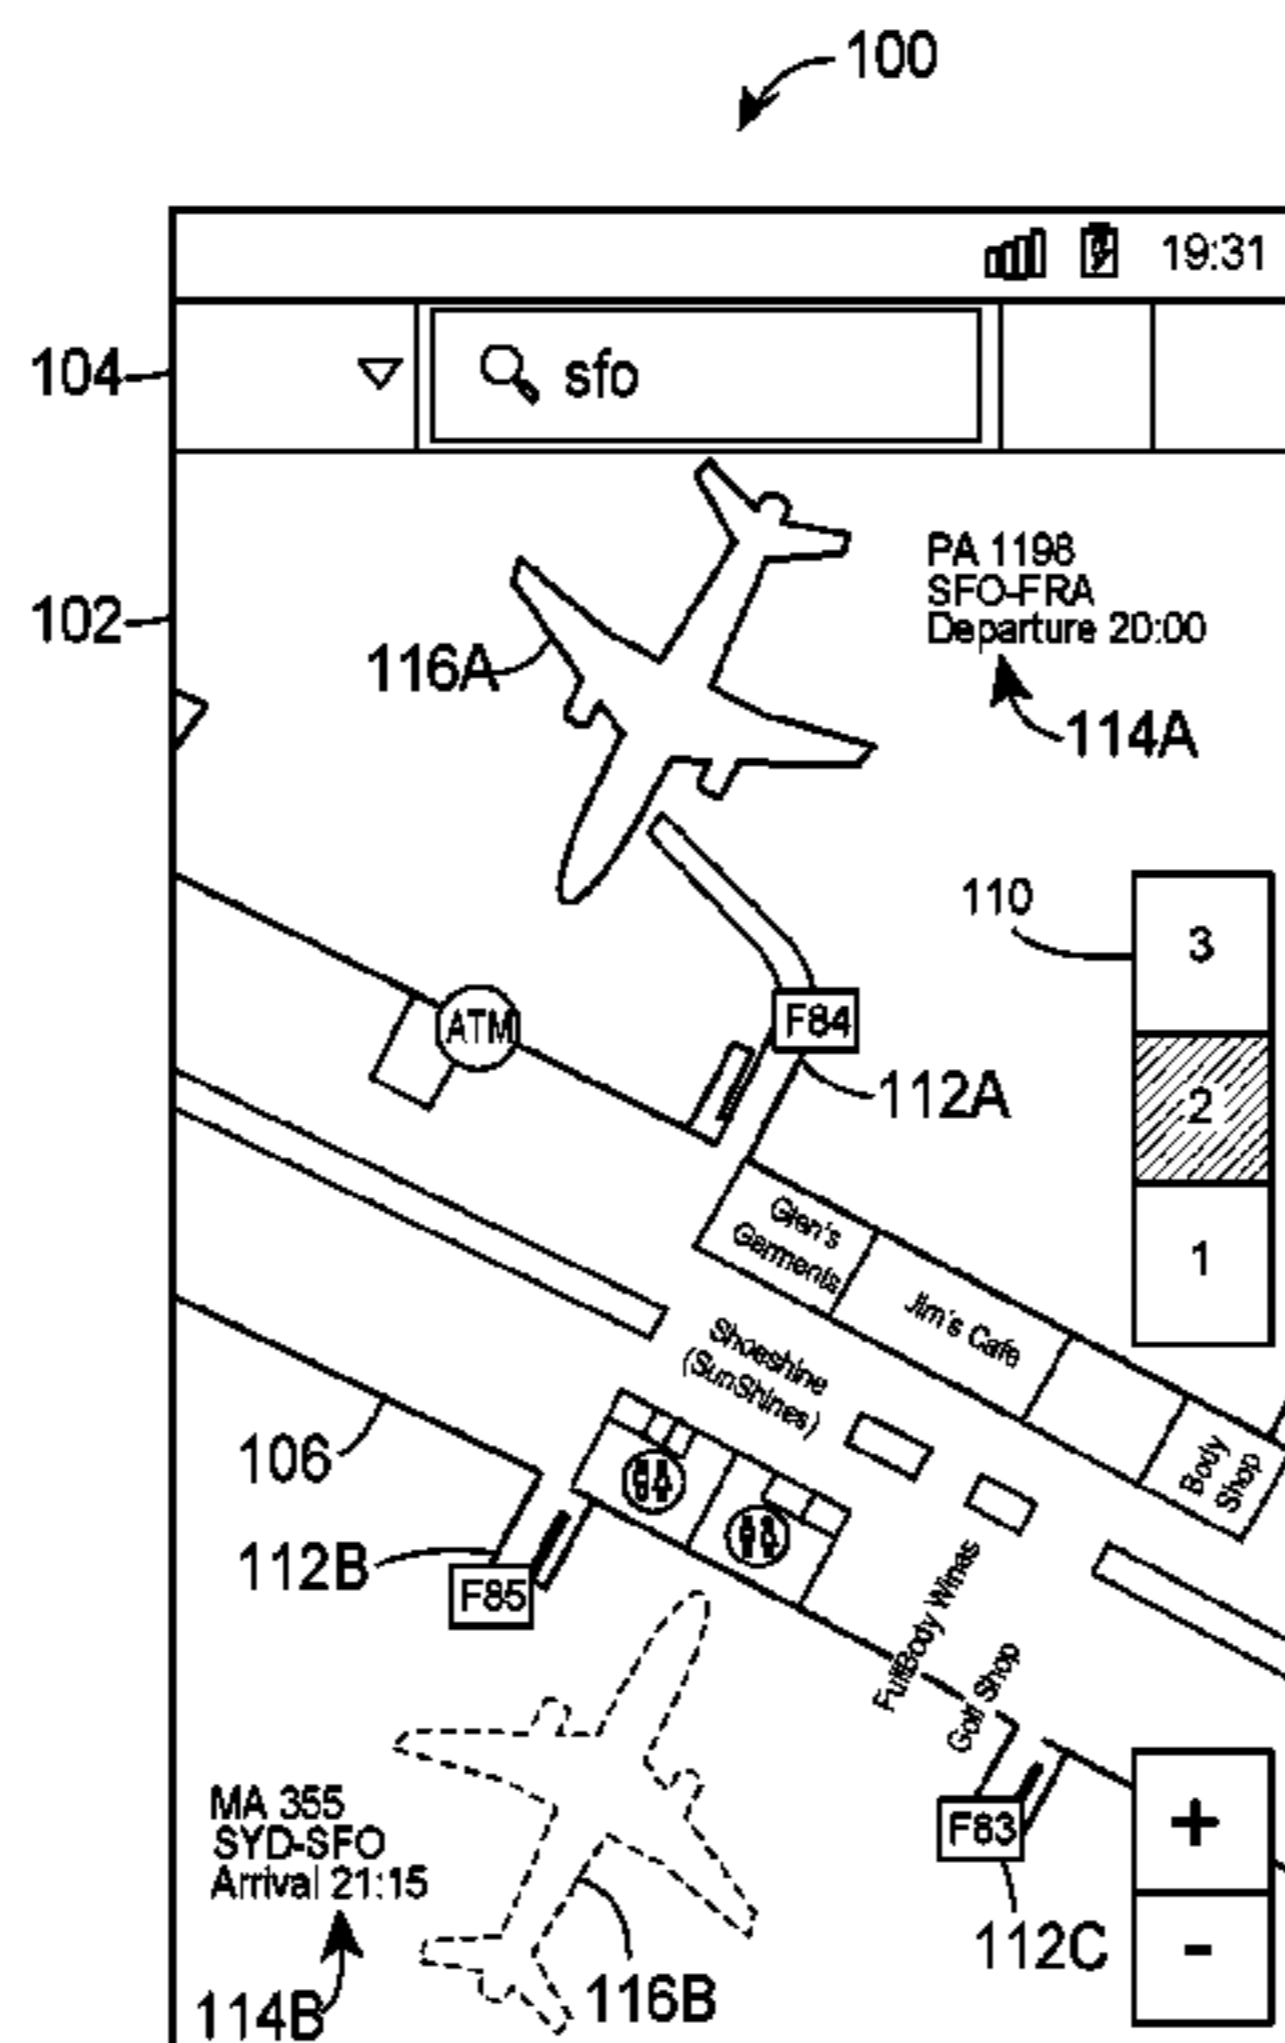 100
19:31
104
sfo
PA 1198
SFO-FRA
Departure 20:00
102
116A
114A
110
3
ATM
F84
112A
2
Glen's
Garments
1
Jim's Cafe
Shoeshine
(SunShines)
106
Body
Shop
112B
F85
FullBody Wines
Golf Shop
MA 355
SYD-SFO
Arrival 21:15
F83
+
112C
-
116B
114B